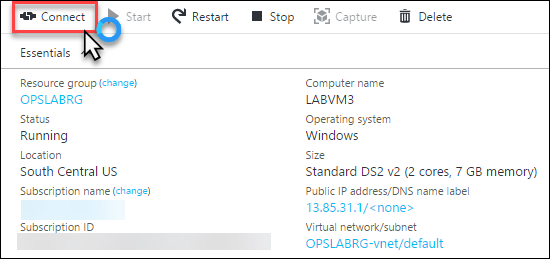 Connect Start Restart Stop Capture Delete
Essentials
Resource group (change) Computer name
OPSLABRG LABVM3
Status Operating system
Running Windows
Location Size
South Central US Standard DS2 v2 (2 cores, 7 GB memory)
Subscription name (change) Public IP address/DNS name label
13.85.31.1/<none>
Subscription ID Virtual network/subnet
OPSLABRG-vnet/default